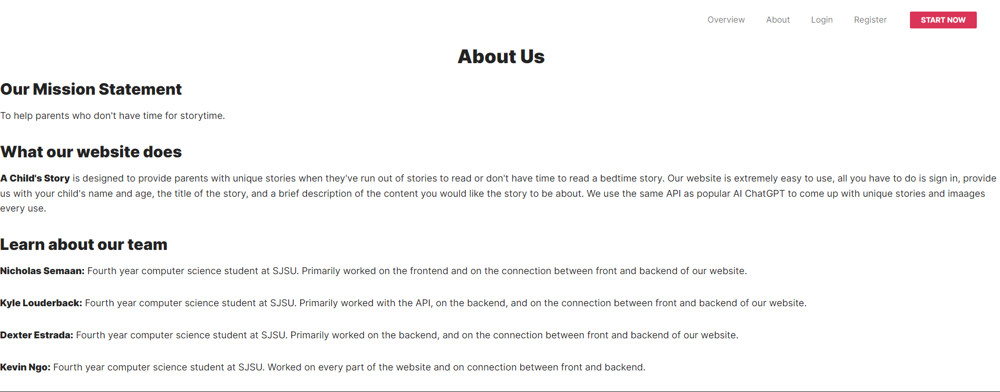 Overview About Login Register START NOW
About Us
Our Mission Statement
To help parents who don't have time for storytime.
What our website does
A Child's Story is designed to provide parents with unique stories when they've run out of stories to read or don't have time to read a bedtime story. Our website is extremely easy to use, all you have to do is sign in, provide
us with your child's name and age, the title of the story, and a brief description of the content you would like the story to be about. We use the same API as popular AI ChatGPT to come up with unique stories and imaages
every use.
Learn about our team
Nicholas Semaan: Fourth year computer science student at SJSU. Primarily worked on the frontend and on the connection between front and backend of our website.
Kyle Louderback: Fourth year computer science student at SJSU. Primarily worked with the API, on the backend, and on the connection between front and backend of our website.
Dexter Estrada: Fourth year computer science student at SJSU. Primarily worked on the backend, and on the connection between front and backend of our website.
Kevin Ngo: Fourth year computer science student at SJSU. Worked on every part of the website and on connection between front and backend.